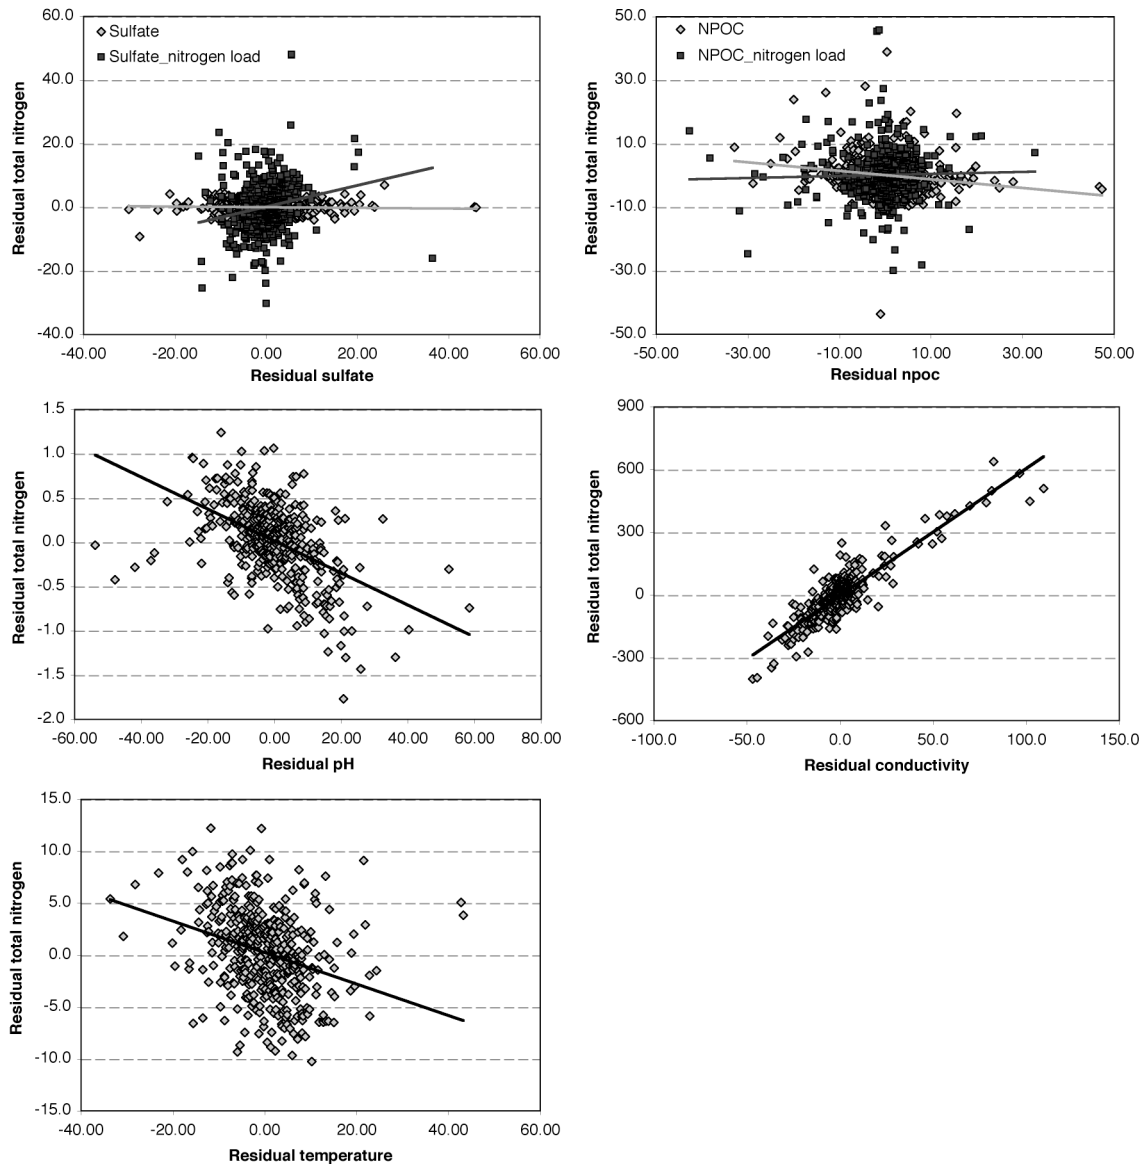 60.0
40.0
20.0
0.0
-20.0
-40.0
-40.00 -20.00 0.00 20.00 40.00 60.00
Residual total nitrogen
Residual sulfate
Sulfate
Sulfate_nitrogen load
50.0
30.0
10.0
-10.0
-30.0
-50.0
-50.00 -30.00 -10.00 10.00 30.00 50.00
Residual total nitrogen
Residual npoc
NPOC
NPOC_nitrogen load
1.5
1.0
0.5
0.0
-0.5
-1.0
-1.5
-2.0
-60.00 -40.00 -20.00 0.00 20.00 40.00 60.00 80.00
Residual total nitrogen
Residual pH
900
600
300
0
-300
-600
-100.0 -50.0 0.0 50.0 100.0 150.0
Residual total nitrogen
Residual conductivity
15.0
10.0
5.0
0.0
-5.0
-10.0
-15.0
-40.00 -20.00 0.00 20.00 40.00 60.00
Residual total nitrogen
Residual temperature